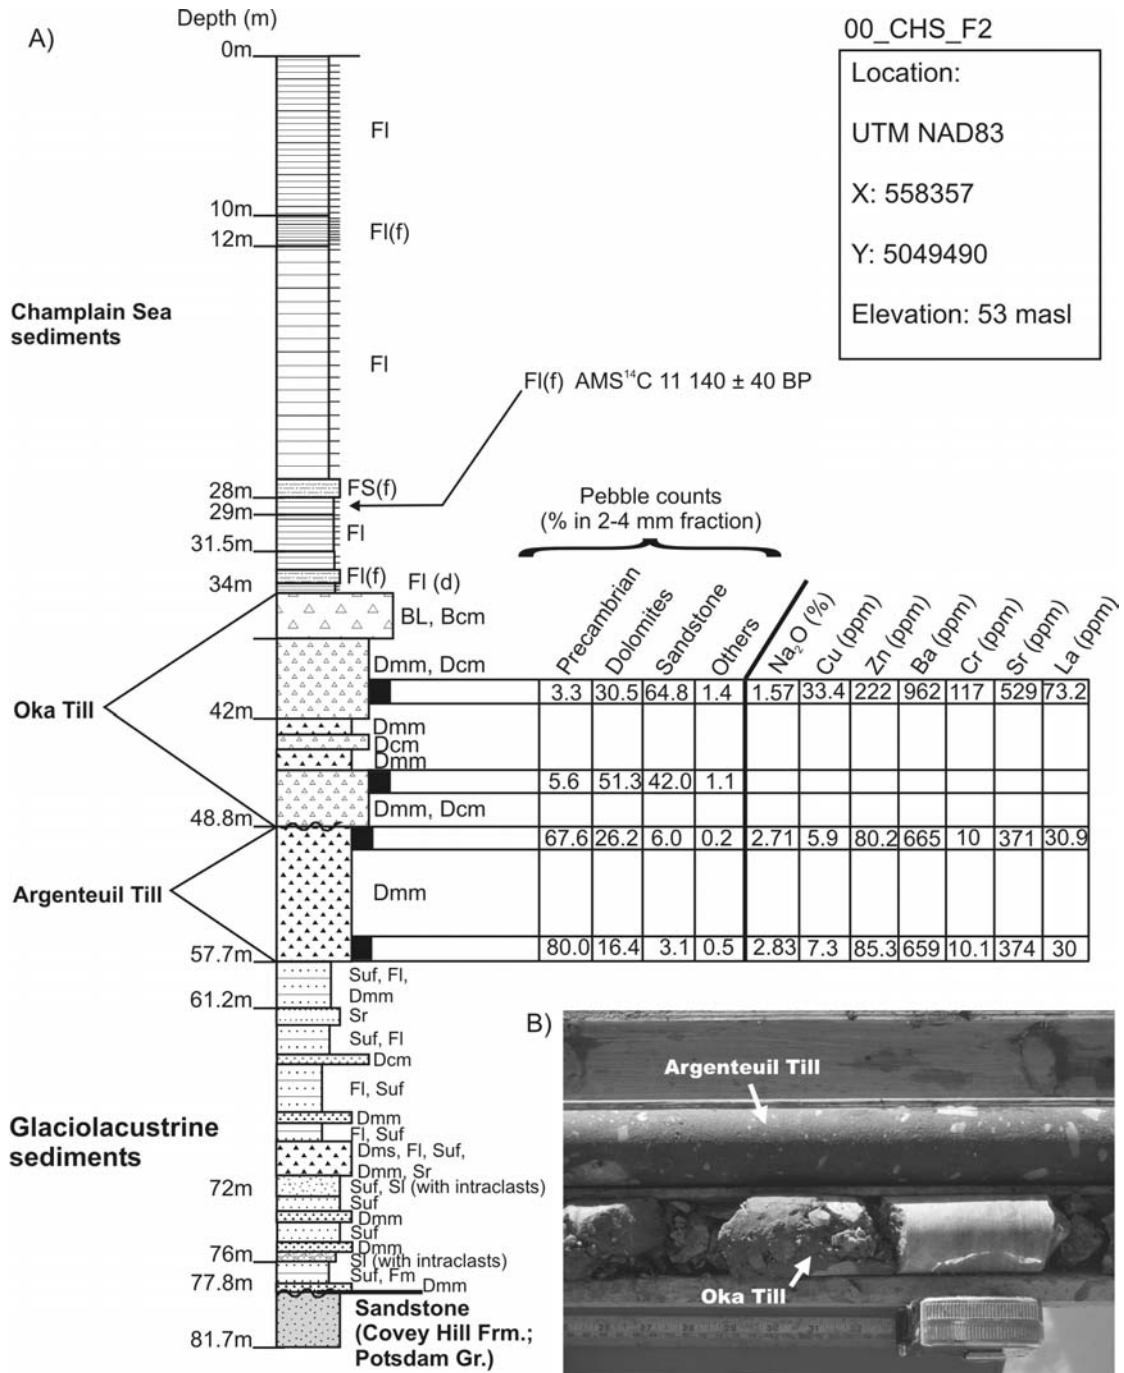 A)
Depth (m)
0m
Fl
10m
Fl(f)
12m
Champlain Sea
sediments
Fl
Fl(f) AMS¹⁴C 11 140 ± 40 BP
FS(f)
28m
29m
Fl
31.5m
Fl(f)
34m
Fl (d)
BL, Bcm
Dmm, Dcm
Oka Till
42m
Dmm
Dcm
Dmm
Dmm, Dcm
48.8m
Argenteuil Till
Dmm
57.7m
Suf, Fl,
Dmm
61.2m
Sr
Suf, Fl
Dcm
Fl, Suf
Dmm
Fl, Suf
Glaciolacustrine
sediments
Dms, Fl, Suf,
Dmm, Sr
72m
Suf, Sl (with intraclasts)
Suf
Dmm
Suf
Dmm
76m
Sl (with intraclasts)
Suf, Fm
77.8m
Dmm
Sandstone
(Covey Hill Frm.;
Potsdam Gr.)
81.7m
00_CHS_F2
Location:
UTM NAD83
X: 558357
Y: 5049490
Elevation: 53 masl
Pebble counts
(% in 2-4 mm fraction)
Precambrian Dolomites Sandstone Others Na₂O (%) Cu (ppm) Zn (ppm) Ba (ppm) Cr (ppm) Sr (ppm) La (ppm)
3.3 30.5 64.8 1.4 1.57 33.4 222 962 117 529 73.2
5.6 51.3 42.0 1.1
67.6 26.2 6.0 0.2 2.71 5.9 80.2 665 10 371 30.9
80.0 16.4 3.1 0.5 2.83 7.3 85.3 659 10.1 374 30
B)
Argenteuil Till
Oka Till